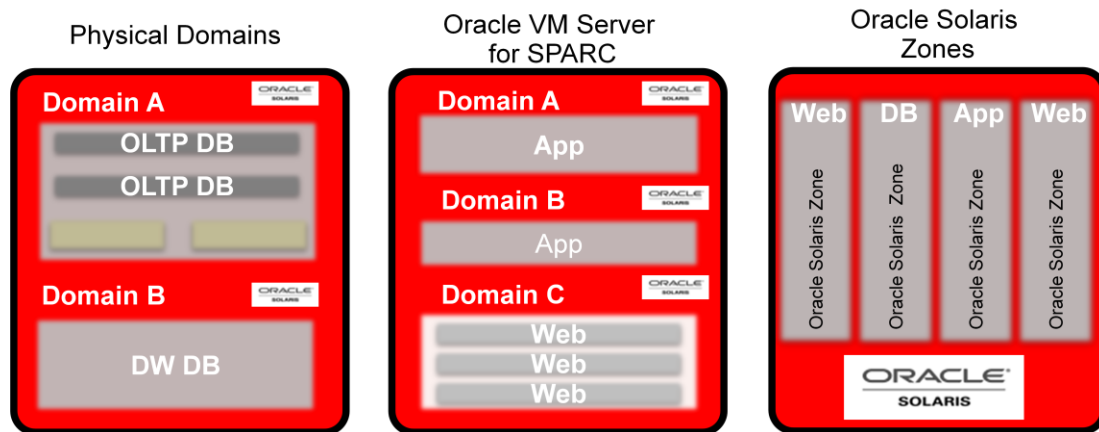 Physical Domains
Domain A
ORACLE
SOLARIS
OLTP DB
OLTP DB
Domain B
ORACLE
SOLARIS
DW DB
Oracle VM Server
for SPARC
Domain A
ORACLE
SOLARIS
App
Domain B
ORACLE
SOLARIS
App
Domain C
ORACLE
SOLARIS
Web
Web
Web
Oracle Solaris
Zones
Web
DB
App
Web
Oracle Solaris Zone
Oracle Solaris Zone
Oracle Solaris Zone
Oracle Solaris Zone
ORACLE
SOLARIS